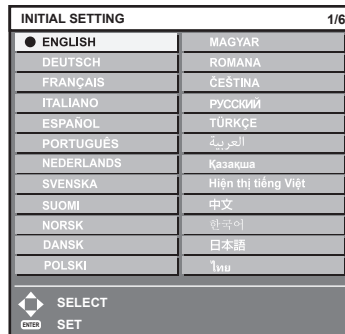 INITIAL SETTING 1/6
ENGLISH MAGYAR
DEUTSCH ROMANA
FRANÇAIS ČEŠTINA
ITALIANO РУССКИЙ
ESPAÑOL TÜRKÇE
PORTUGUÊS العربية
NEDERLANDS Қазақша
SVENSKA Hiện thị tiếng Việt
SUOMI 中文
NORSK 한국어
DANSK 日本語
POLSKI ไทย
SELECT
ENTER SET